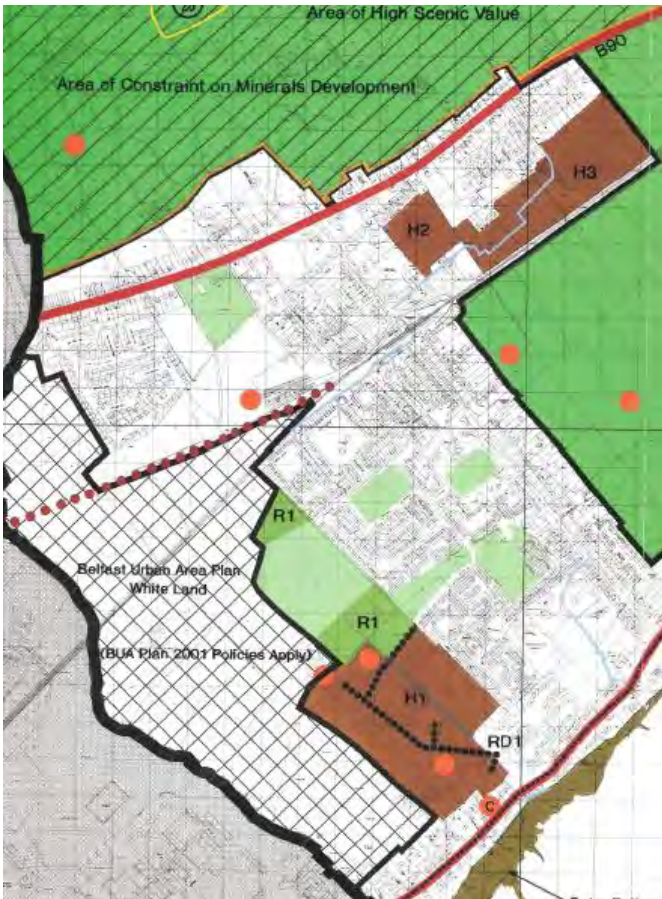 Area of High Scenic Value
B90
Area of Constraint on Minerals Development
H3
H2
R1
Belfast Urban Area Plan
White Land
R1
(BUA Plan 2001 Policies Apply)
H1
RD1
C